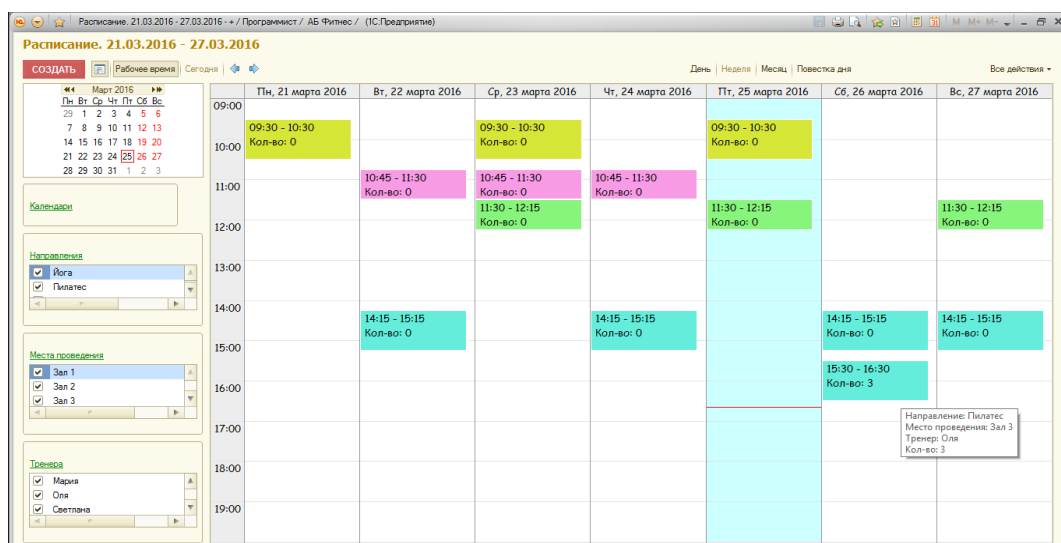 Расписание. 21.03.2016 - 27.03.2016 - + / Программист / АБ Фитнес / (1С:Предприятие)
M M+ M-
Расписание. 21.03.2016 - 27.03.2016
СОЗДАТЬ Рабочее время Сегодня День Неделя Месяц Повестка дня Все действия
Март 2016
Пн Вт Ср Чт Пт Сб Вс
29 1 2 3 4 5 6
7 8 9 10 11 12 13
14 15 16 17 18 19 20
21 22 23 24 25 26 27
28 29 30 31 1 2 3
Календари
Направления
Йога
Пилатес
Места проведения
Зал 1
Зал 2
Зал 3
Тренера
Мария
Оля
Светлана
Пн, 21 марта 2016 Вт, 22 марта 2016 Ср, 23 марта 2016 Чт, 24 марта 2016 Пт, 25 марта 2016 Сб, 26 марта 2016 Вс, 27 марта 2016
09:00
09:30 - 10:30 09:30 - 10:30 09:30 - 10:30
Кол-во: 0 Кол-во: 0 Кол-во: 0
10:00
10:45 - 11:30 10:45 - 11:30 10:45 - 11:30
11:00
Кол-во: 0 Кол-во: 0 Кол-во: 0
11:30 - 12:15 11:30 - 12:15 11:30 - 12:15
Кол-во: 0 Кол-во: 0 Кол-во: 0
12:00
13:00
14:00
14:15 - 15:15 14:15 - 15:15 14:15 - 15:15 14:15 - 15:15
Кол-во: 0 Кол-во: 0 Кол-во: 0 Кол-во: 0
15:00
15:30 - 16:30
Кол-во: 3
16:00
Направление: Пилатес
Место проведения: Зал 3
Тренер: Оля
Кол-во: 3
17:00
18:00
19:00